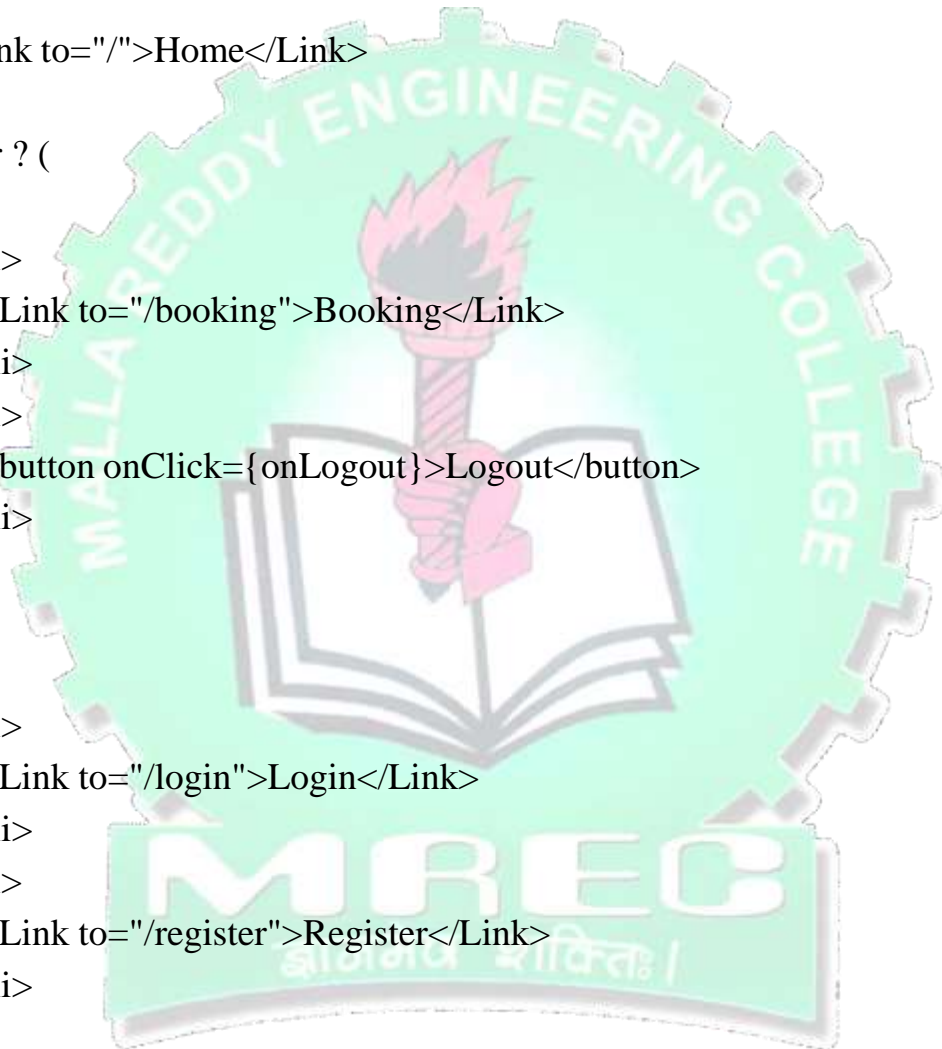 nk to="/">Home</Link>
? (
>
Link to="/booking">Booking</Link>
i>
>
button onClick={onLogout}>Logout</button>
i>
>
Link to="/login">Login</Link>
i>
>
Link to="/register">Register</Link>
i>
MALLAREDDY ENGINEERING COLLEGE
MREC